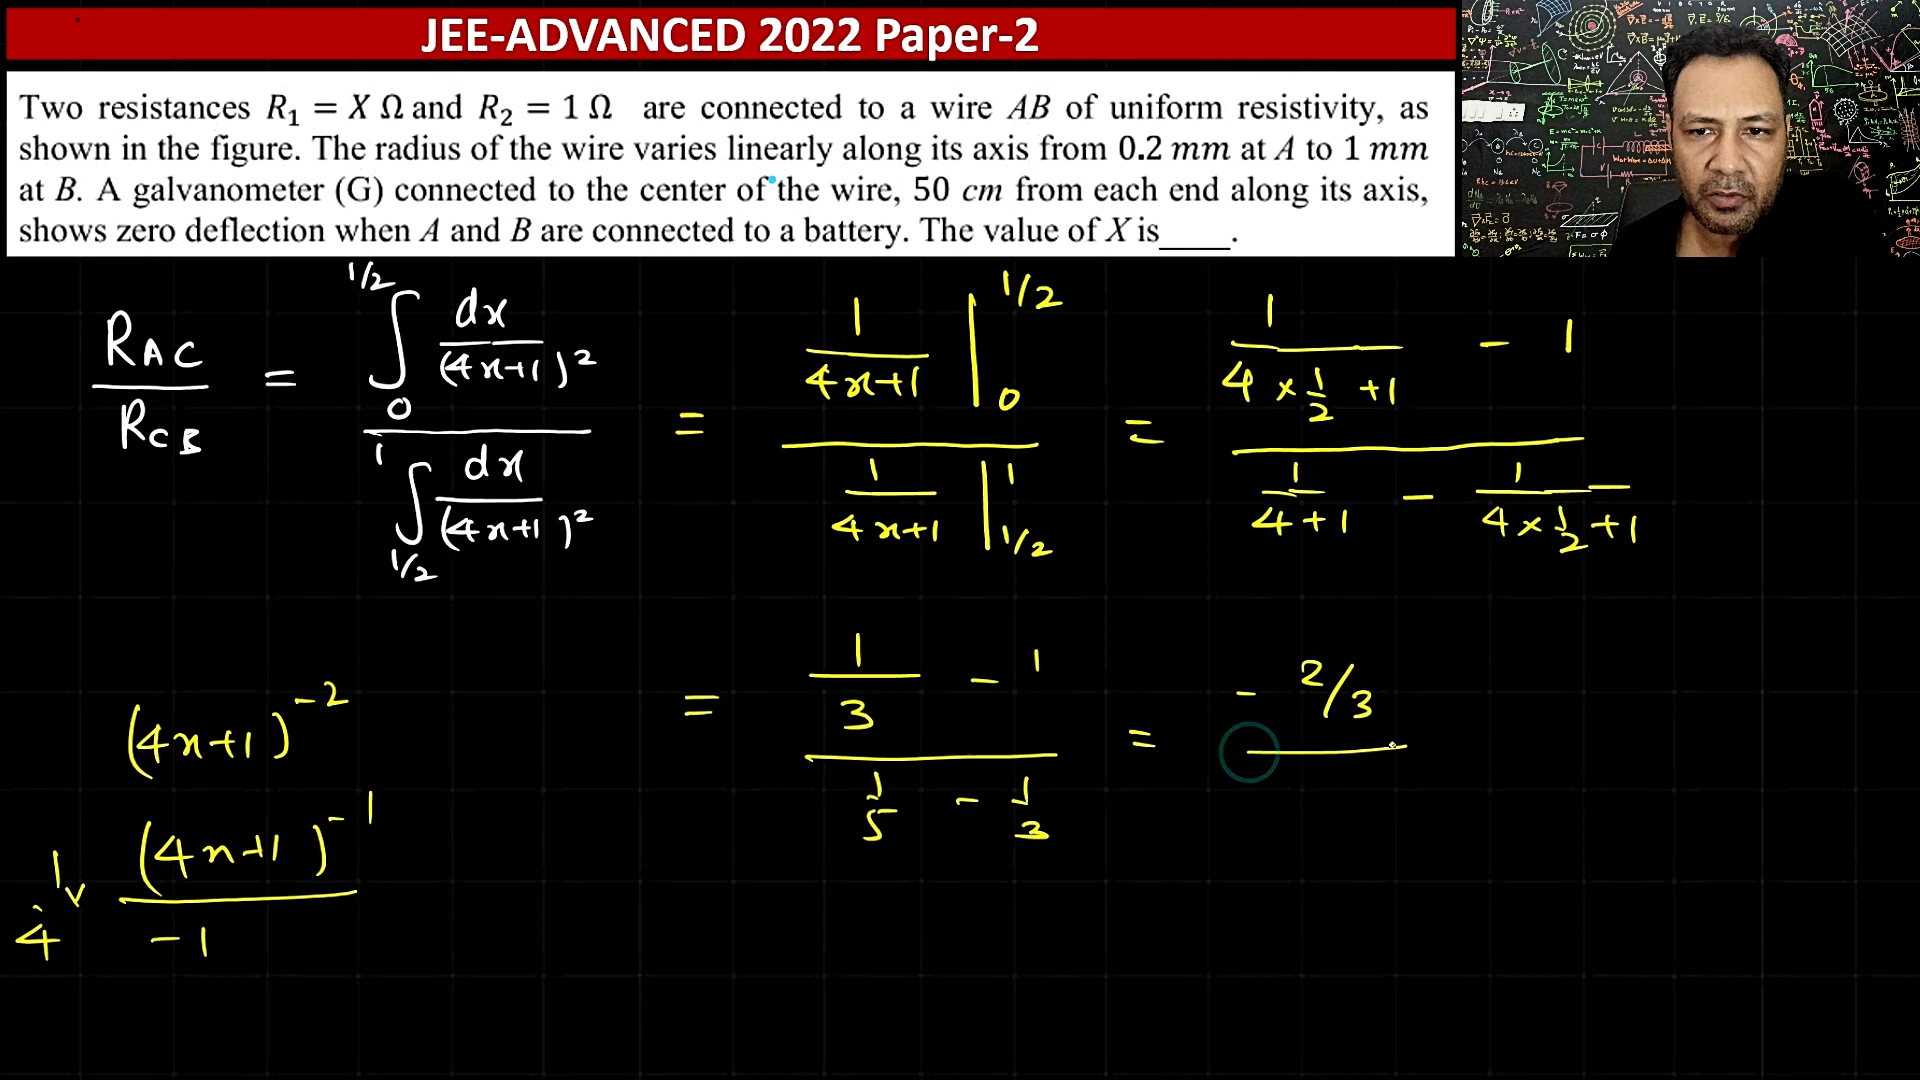 JEE-ADVANCED 2022 Paper-2
Two resistances R₁ = X Ω and R₂ = 1 Ω are connected to a wire AB of uniform resistivity, as
shown in the figure. The radius of the wire varies linearly along its axis from 0.2 mm at A to 1 mm
at B. A galvanometer (G) connected to the center of the wire, 50 cm from each end along its axis,
shows zero deflection when A and B are connected to a battery. The value of X is____.
R_AC / R_CB = ∫₀^{1/2} dx/(4x+1)² / ∫_{1/2}^{1} dx/(4x+1)² = 1/(4x+1) |₀^{1/2} / 1/(4x+1) |_{1/2}^{1} = (1/(4×1/2+1) - 1) / (1/(4+1) - 1/(4×1/2+1))
= (1/3 - 1) / (1/5 - 1/3) = - 2/3
(4x+1)⁻²
1/4 × (4x+1)⁻¹ / -1